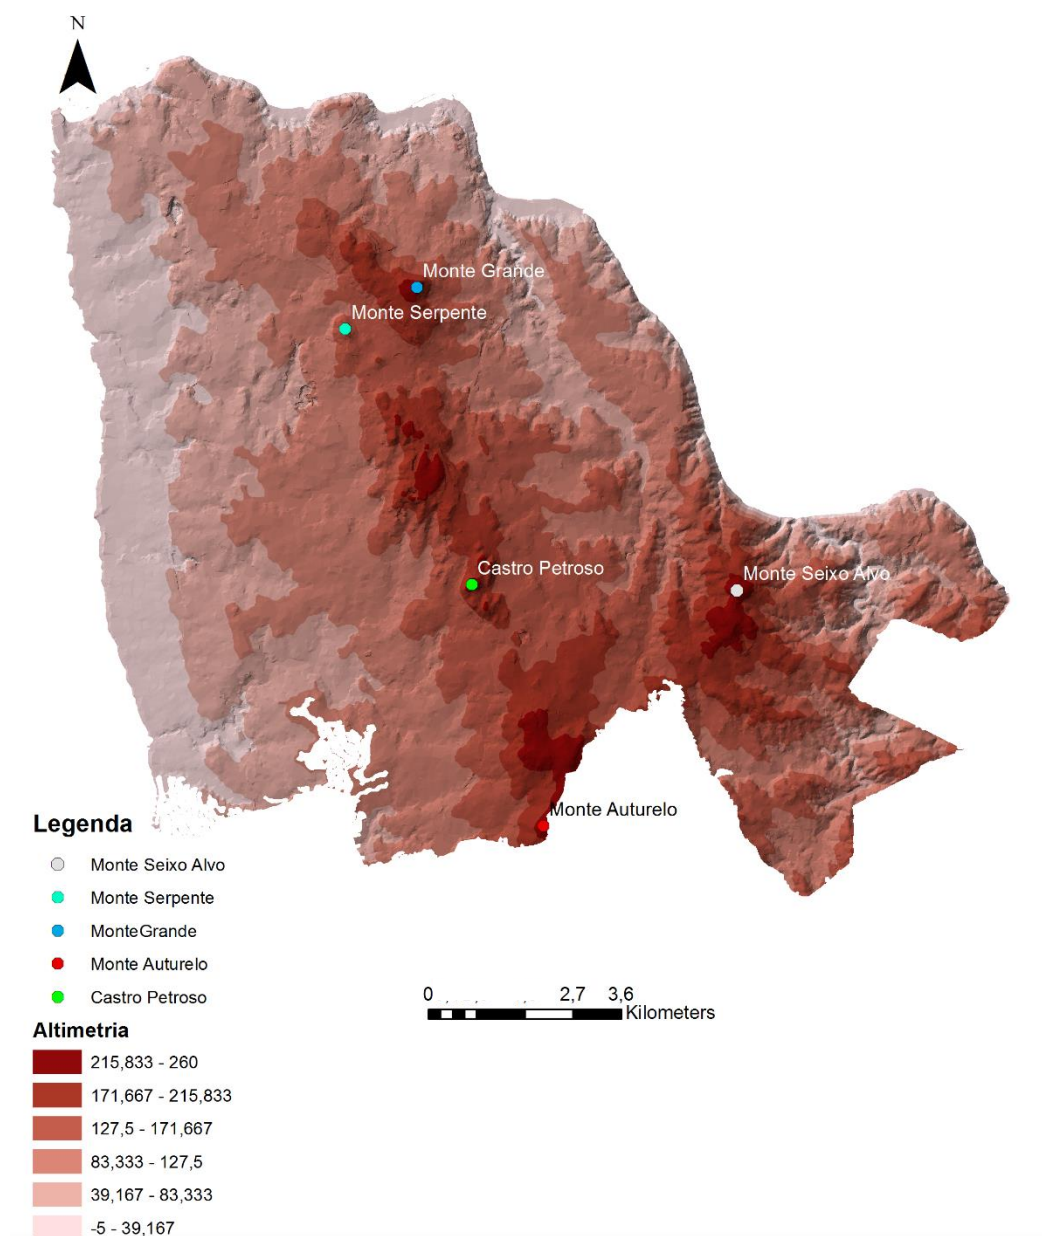 N
Monte Grande
Monte Serpente
Castro Petroso
Monte Seixo Alvo
Monte Auturelo
Legenda
Monte Seixo Alvo
Monte Serpente
MonteGrande
Monte Auturelo
Castro Petroso
0 2,7 3,6
Kilometers
Altimetria
215,833 - 260
171,667 - 215,833
127,5 - 171,667
83,333 - 127,5
39,167 - 83,333
-5 - 39,167